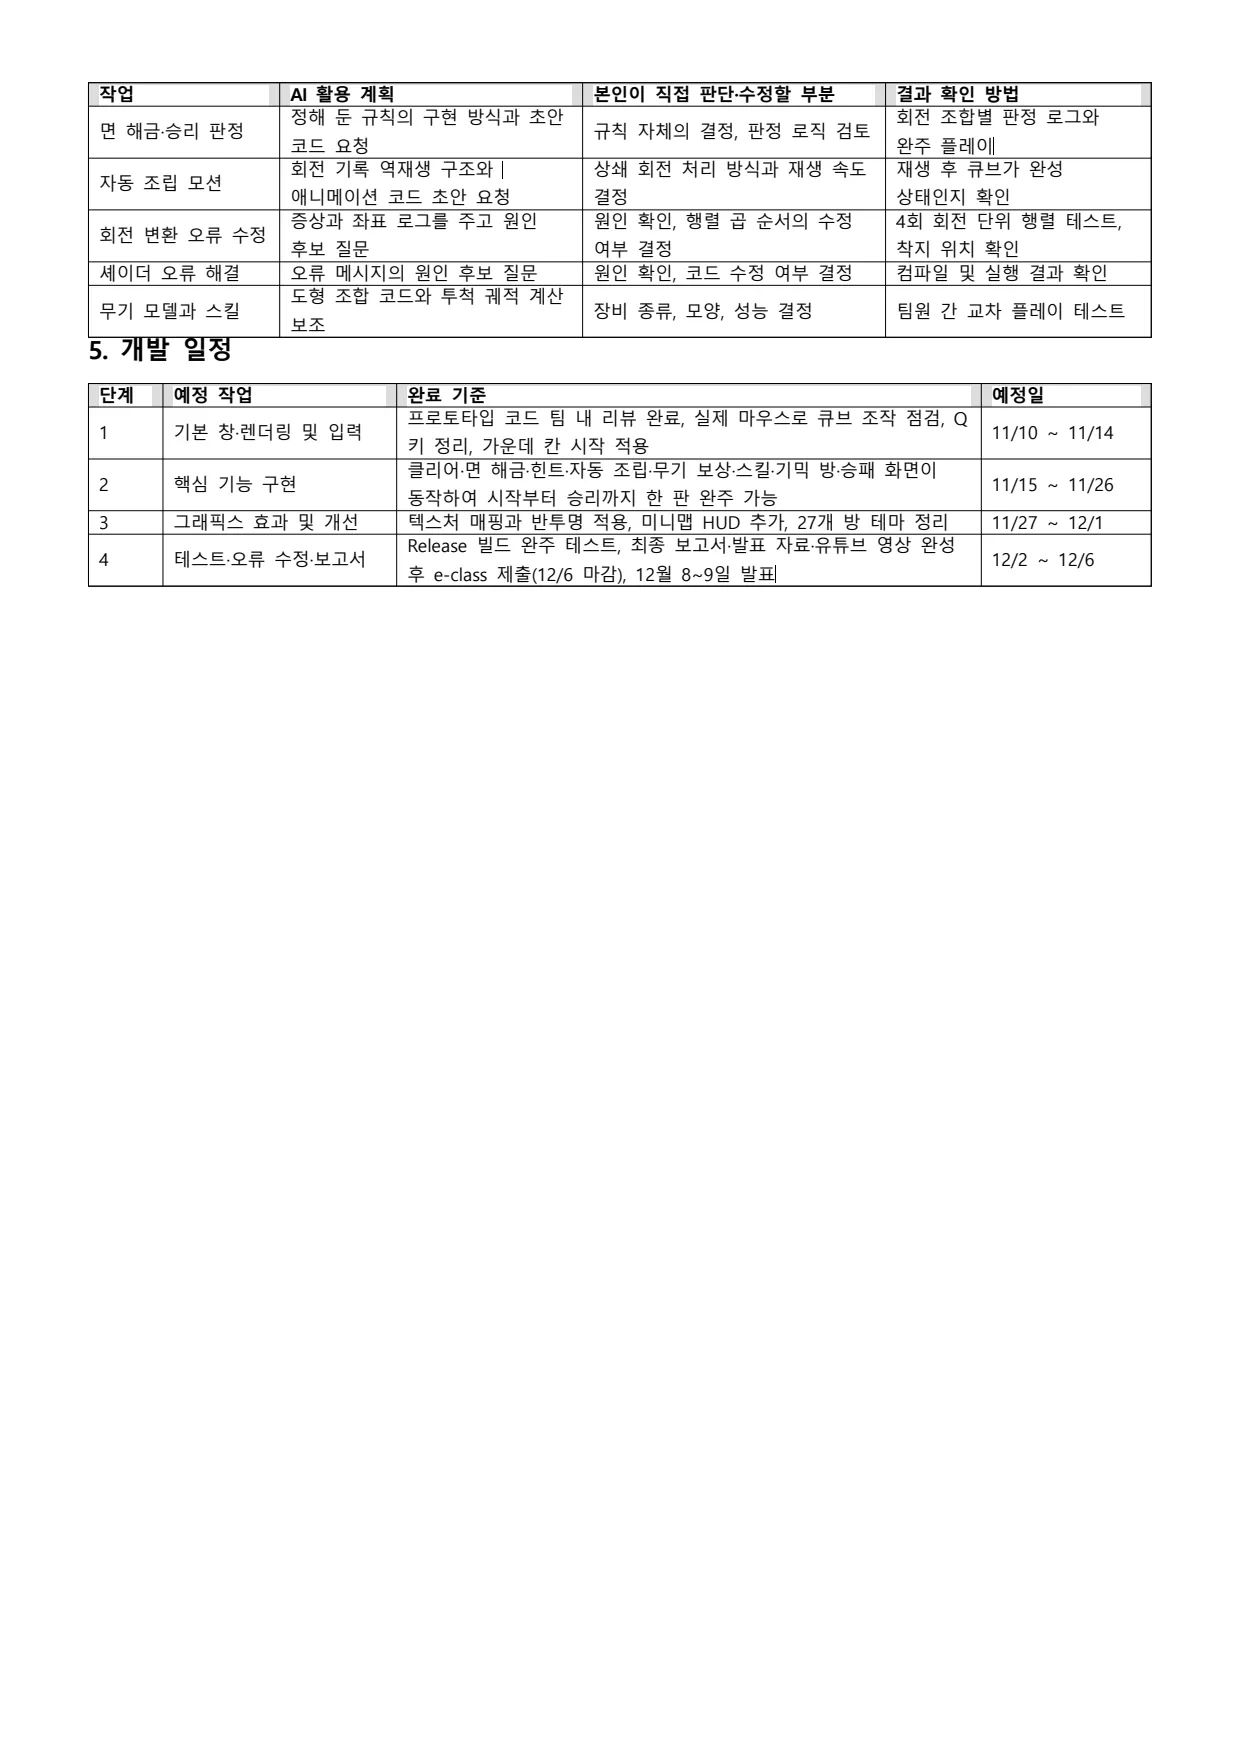 작업 AI 활용 계획 본인이 직접 판단·수정할 부분 결과 확인 방법
면 해금·승리 판정 정해 둔 규칙의 구현 방식과 초안 규칙 자체의 결정, 판정 로직 검토 회전 조합별 판정 로그와
코드 요청 완주 플레이
자동 조립 모션 회전 기록 역재생 구조와 상쇄 회전 처리 방식과 재생 속도 재생 후 큐브가 완성
애니메이션 코드 초안 요청 결정 상태인지 확인
회전 변환 오류 수정 증상과 좌표 로그를 주고 원인 원인 확인, 행렬 곱 순서의 수정 4회 회전 단위 행렬 테스트,
후보 질문 여부 결정 착지 위치 확인
셰이더 오류 해결 오류 메시지의 원인 후보 질문 원인 확인, 코드 수정 여부 결정 컴파일 및 실행 결과 확인
무기 모델과 스킬 도형 조합 코드와 투척 궤적 계산 장비 종류, 모양, 성능 결정 팀원 간 교차 플레이 테스트
보조
5. 개발 일정
단계 예정 작업 완료 기준 예정일
1 기본 창·렌더링 및 입력 프로토타입 코드 팀 내 리뷰 완료, 실제 마우스로 큐브 조작 점검, Q 11/10 ~ 11/14
키 정리, 가운데 칸 시작 적용
2 핵심 기능 구현 클리어·면 해금·힌트·자동 조립·무기 보상·스킬·기믹 방·승패 화면이 11/15 ~ 11/26
동작하여 시작부터 승리까지 한 판 완주 가능
3 그래픽스 효과 및 개선 텍스처 매핑과 반투명 적용, 미니맵 HUD 추가, 27개 방 테마 정리 11/27 ~ 12/1
4 테스트·오류 수정·보고서 Release 빌드 완주 테스트, 최종 보고서·발표 자료·유튜브 영상 완성 12/2 ~ 12/6
후 e-class 제출(12/6 마감), 12월 8~9일 발표